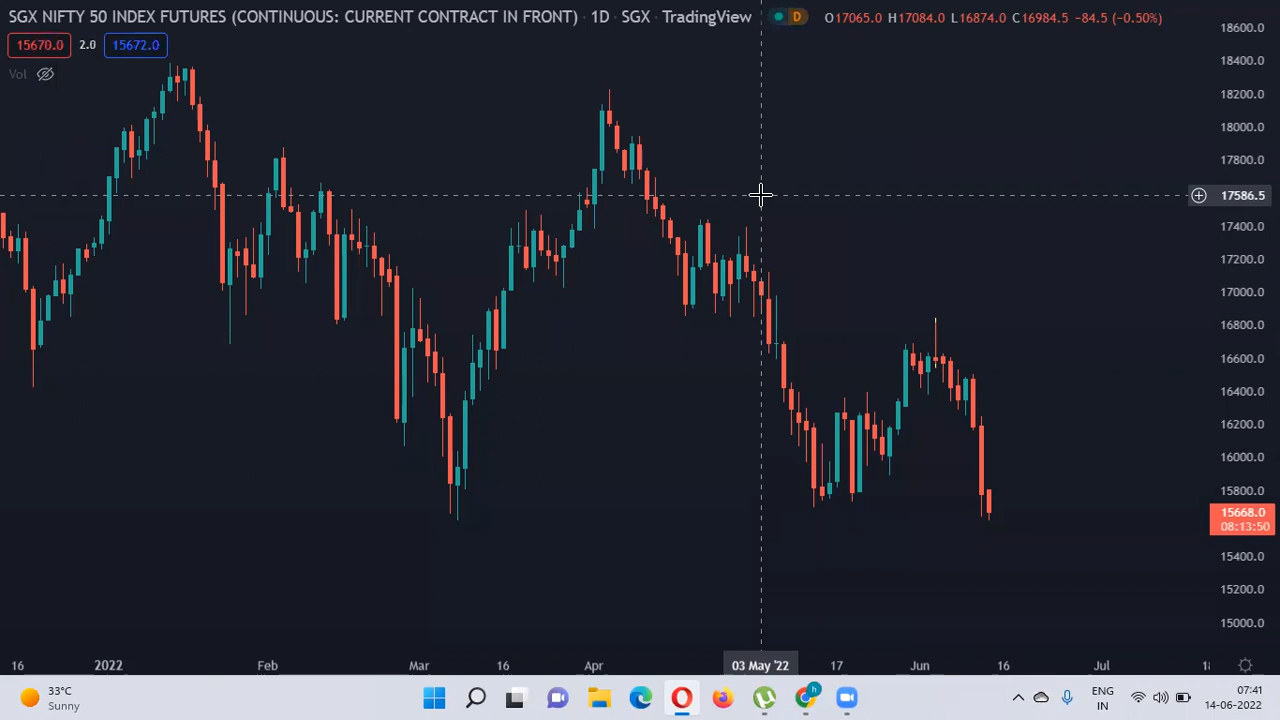 SGX NIFTY 50 INDEX FUTURES (CONTINUOUS: CURRENT CONTRACT IN FRONT) · 1D · SGX · TradingView D O17065.0 H17084.0 L16874.0 C16984.5 −84.5 (−0.50%)
15670.0 2.0 15672.0
Vol
18600.0
18400.0
18200.0
18000.0
17800.0
17586.5
17400.0
17200.0
17000.0
16800.0
16600.0
16400.0
16200.0
16000.0
15800.0
15668.0
08:13:50
15400.0
15200.0
15000.0
16 2022 Feb Mar 16 Apr 03 May '22 17 Jun 16 Jul
33°C
Sunny
ENG
IN
07:41
14-06-2022